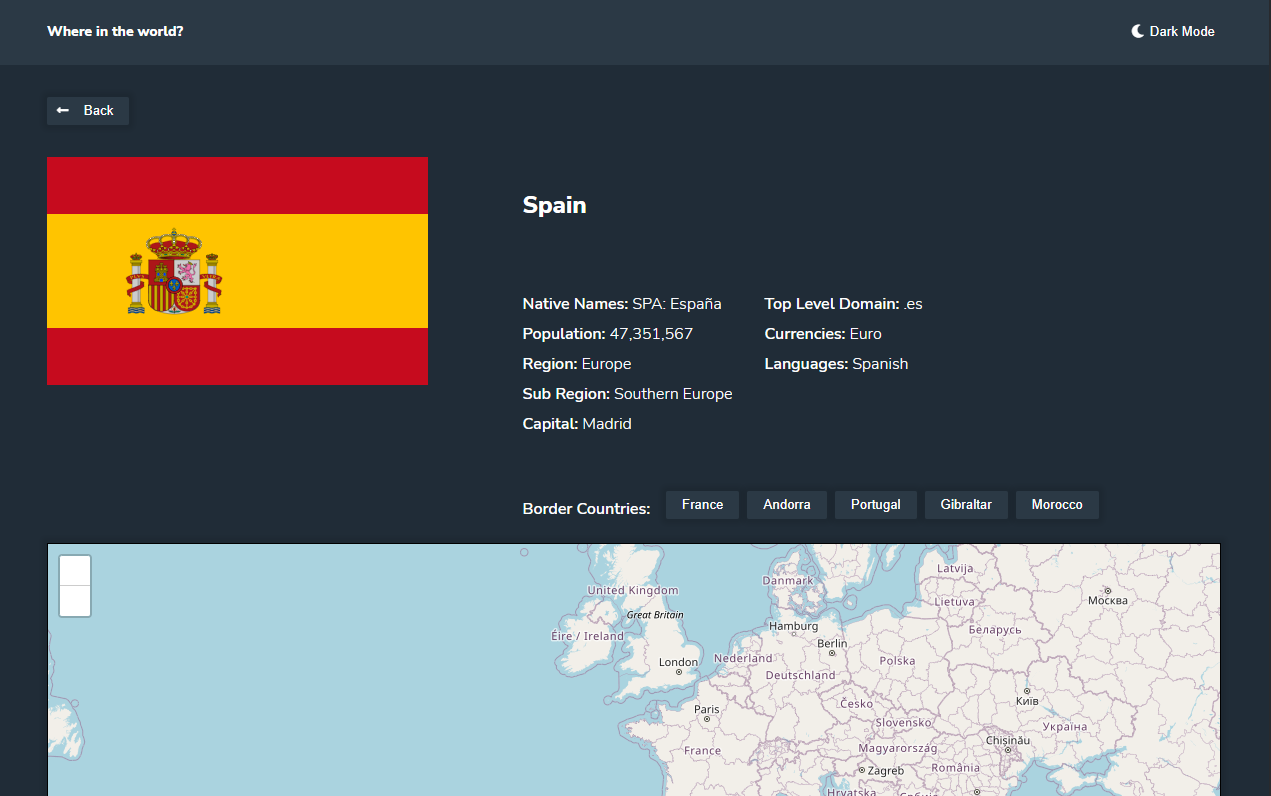 Where in the world?
Dark Mode
Back
Spain
Native Names: SPA: España
Population: 47,351,567
Region: Europe
Sub Region: Southern Europe
Capital: Madrid
Top Level Domain: .es
Currencies: Euro
Languages: Spanish
Border Countries: France Andorra Portugal Gibraltar Morocco
Latvija
Danmark
United Kingdom
Москва
Lietuva
Great Britain
Hamburg
Беларусь
Éire / Ireland
Berlin
London
Nederland
Polska
Deutschland
Київ
Česko
Paris
Slovensko
Україна
Chișinău
France
Magyarország
Zagreb
România
Hrvatska